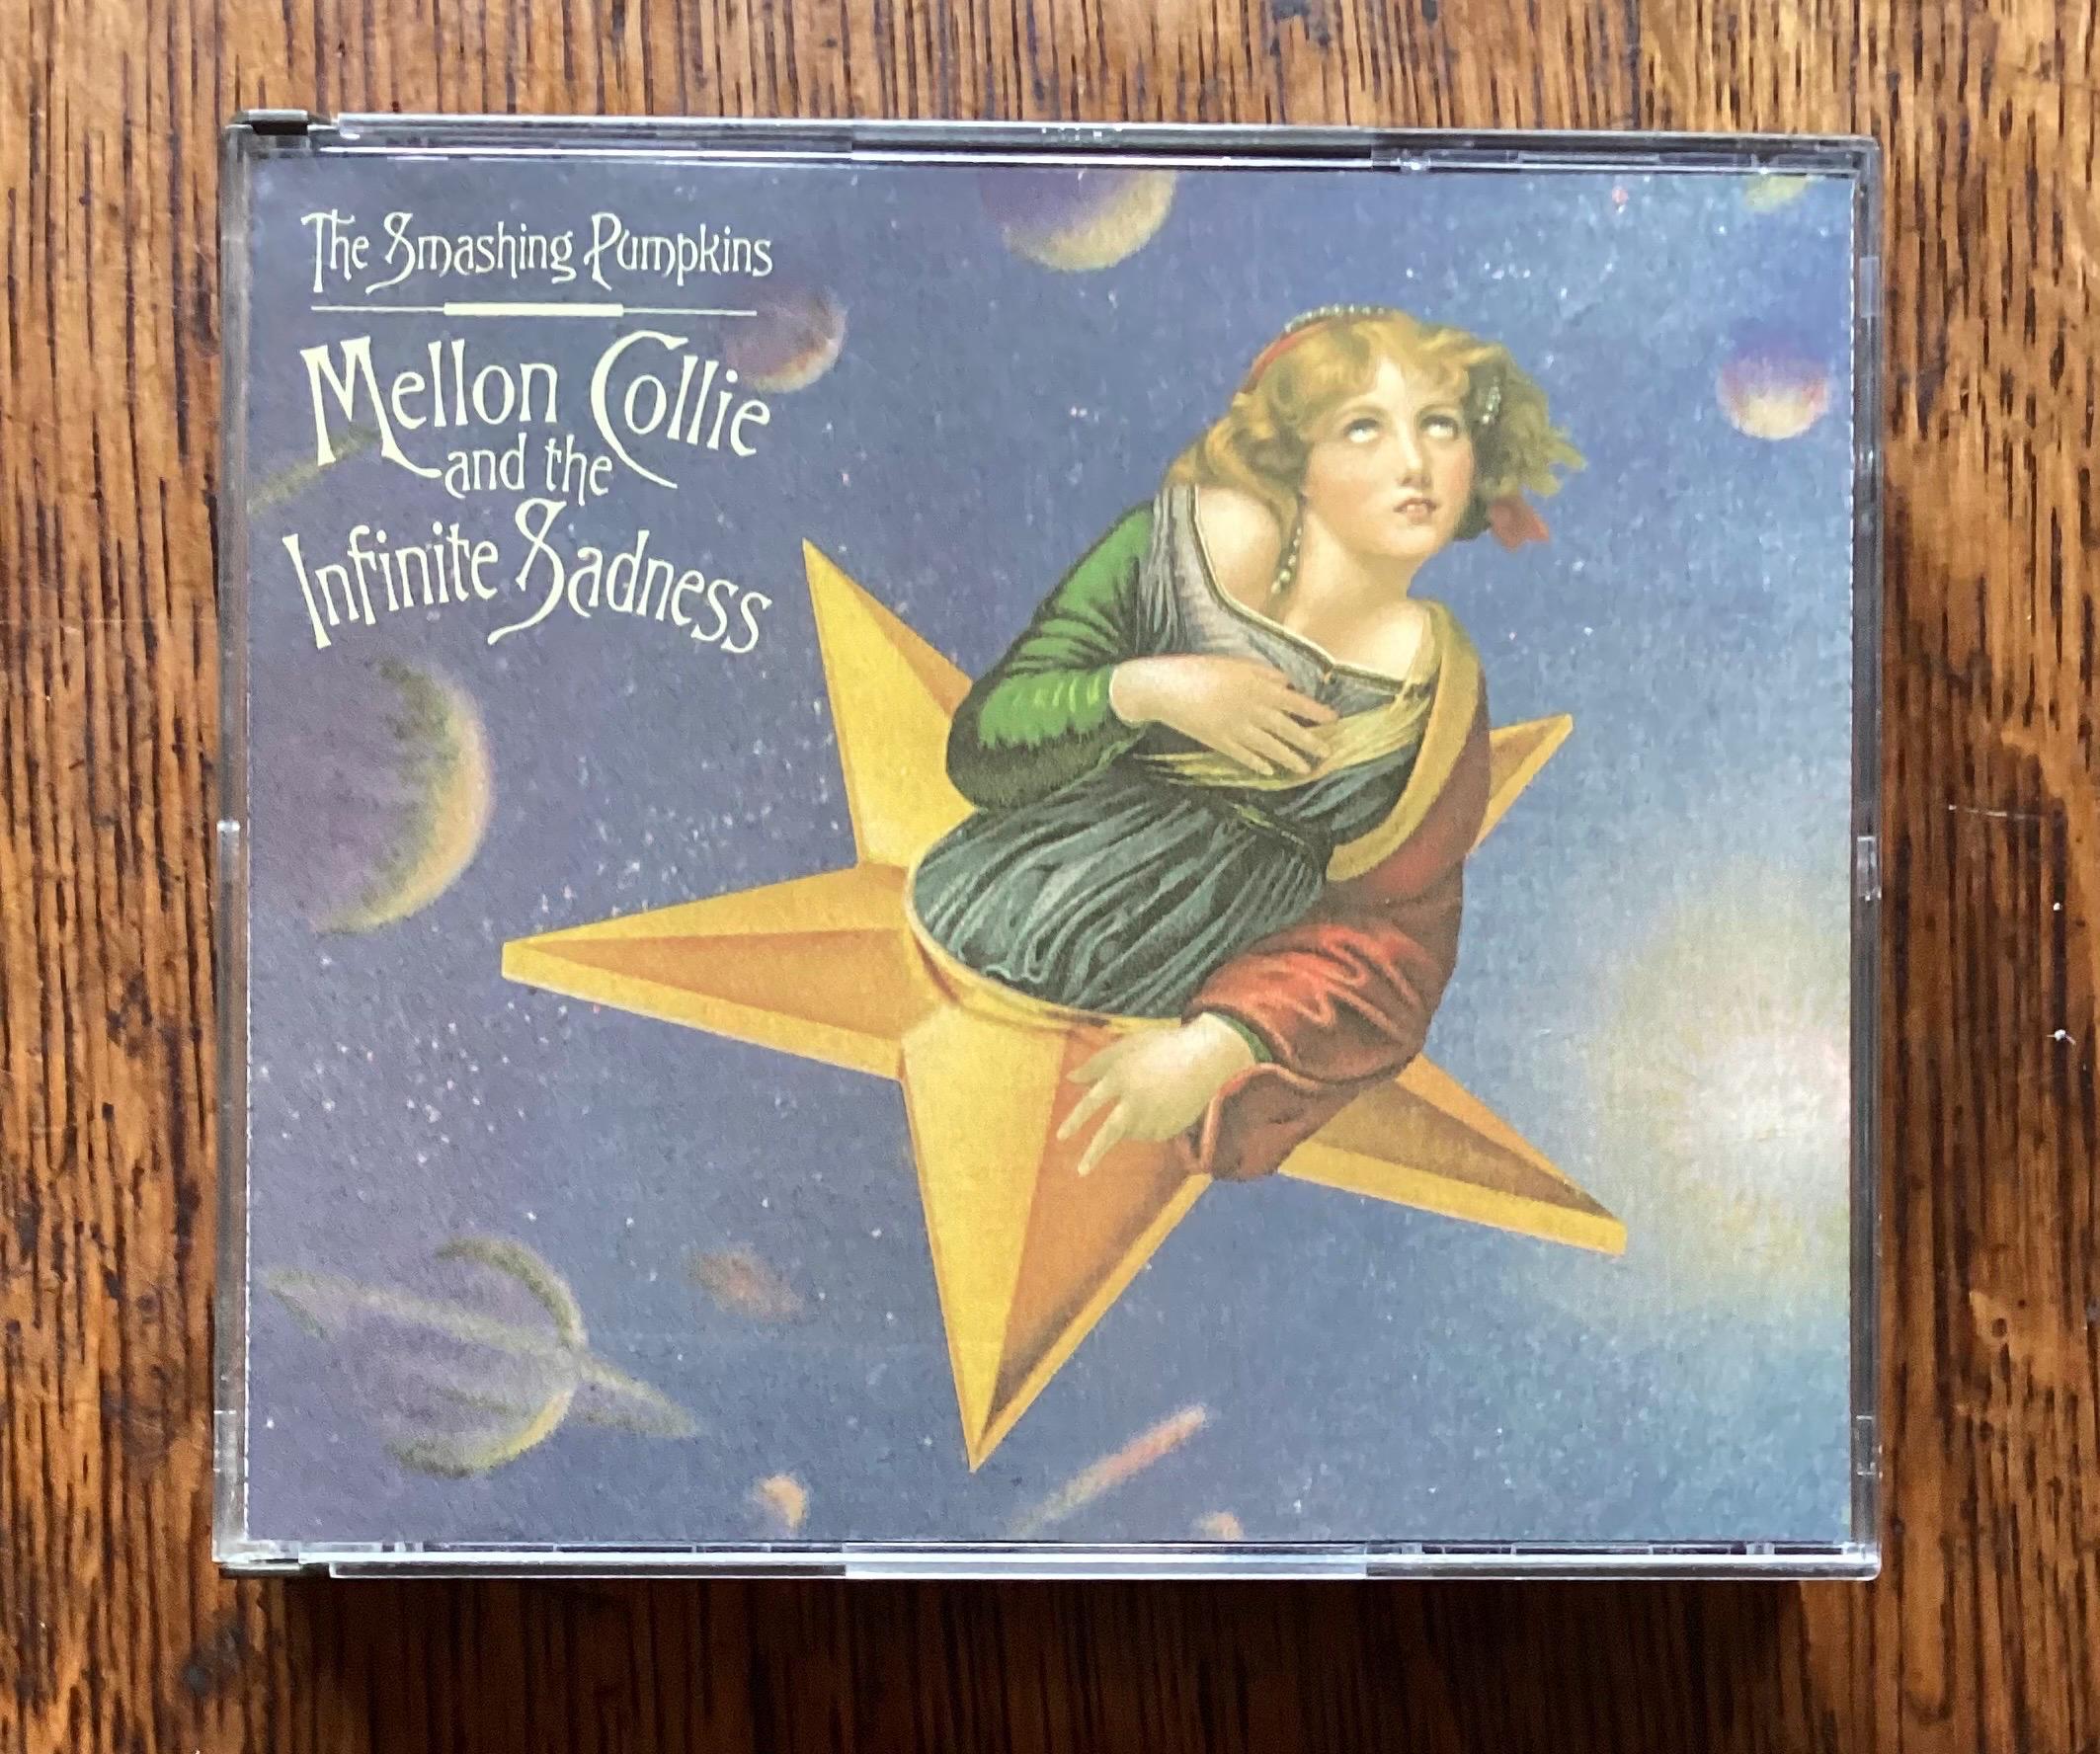 The Smashing Pumpkins
Mellon Collie
and the
Infinite Sadness